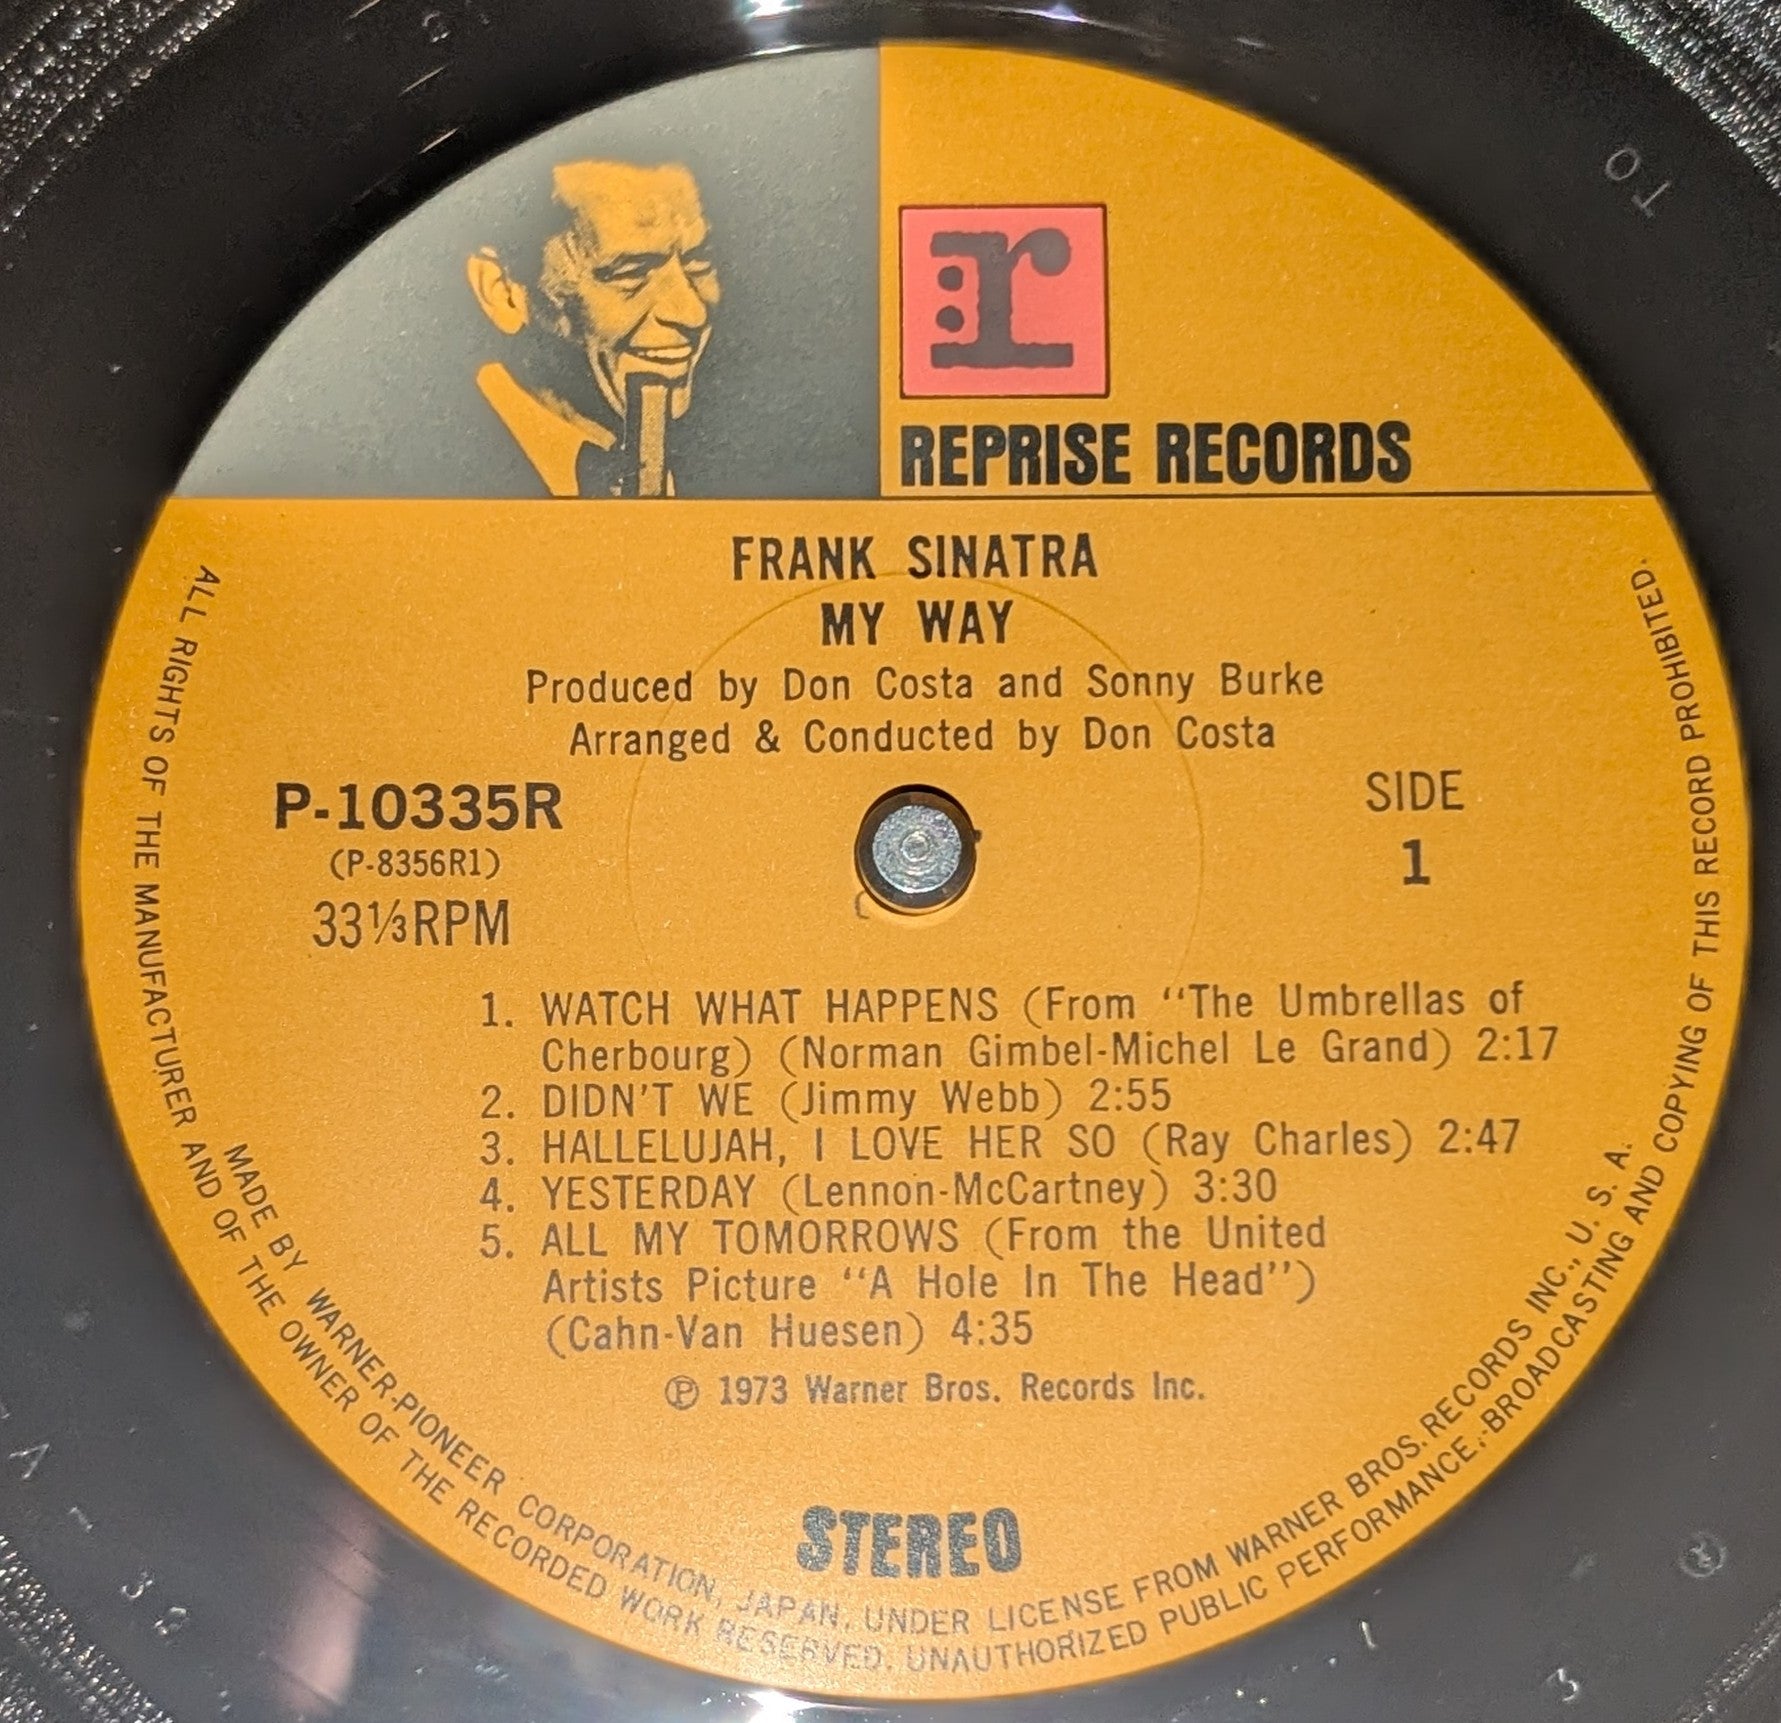 r:
REPRISE RECORDS
FRANK SINATRA
MY WAY
Produced by Don Costa and Sonny Burke
Arranged & Conducted by Don Costa
P-10335R
(P-8356R1)
33⅓RPM
SIDE
1
1. WATCH WHAT HAPPENS (From "The Umbrellas of
Cherbourg) (Norman Gimbel-Michel Le Grand) 2:17
2. DIDN'T WE (Jimmy Webb) 2:55
3. HALLELUJAH, I LOVE HER SO (Ray Charles) 2:47
4. YESTERDAY (Lennon-McCartney) 3:30
5. ALL MY TOMORROWS (From the United
Artists Picture "A Hole In The Head")
(Cahn-Van Huesen) 4:35
℗ 1973 Warner Bros. Records Inc.
STEREO
MADE BY WARNER-PIONEER CORPORATION, JAPAN, UNDER LICENSE FROM WARNER BROS. RECORDS INC., U. S. A.
ALL RIGHTS OF THE MANUFACTURER AND OF THE OWNER OF THE RECORDED WORK RESERVED. UNAUTHORIZED PUBLIC PERFORMANCE, BROADCASTING AND COPYING OF THIS RECORD PROHIBITED.
TO